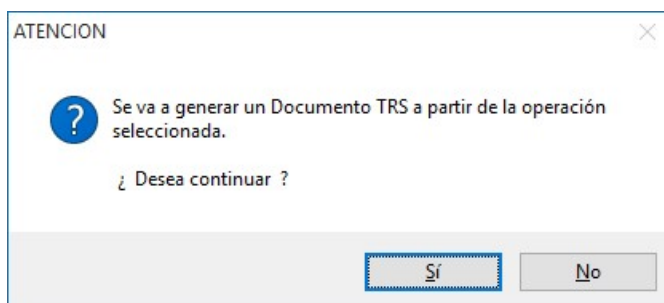 ATENCION
Se va a generar un Documento TRS a partir de la operación
seleccionada.
¿ Desea continuar ?
Sí
No